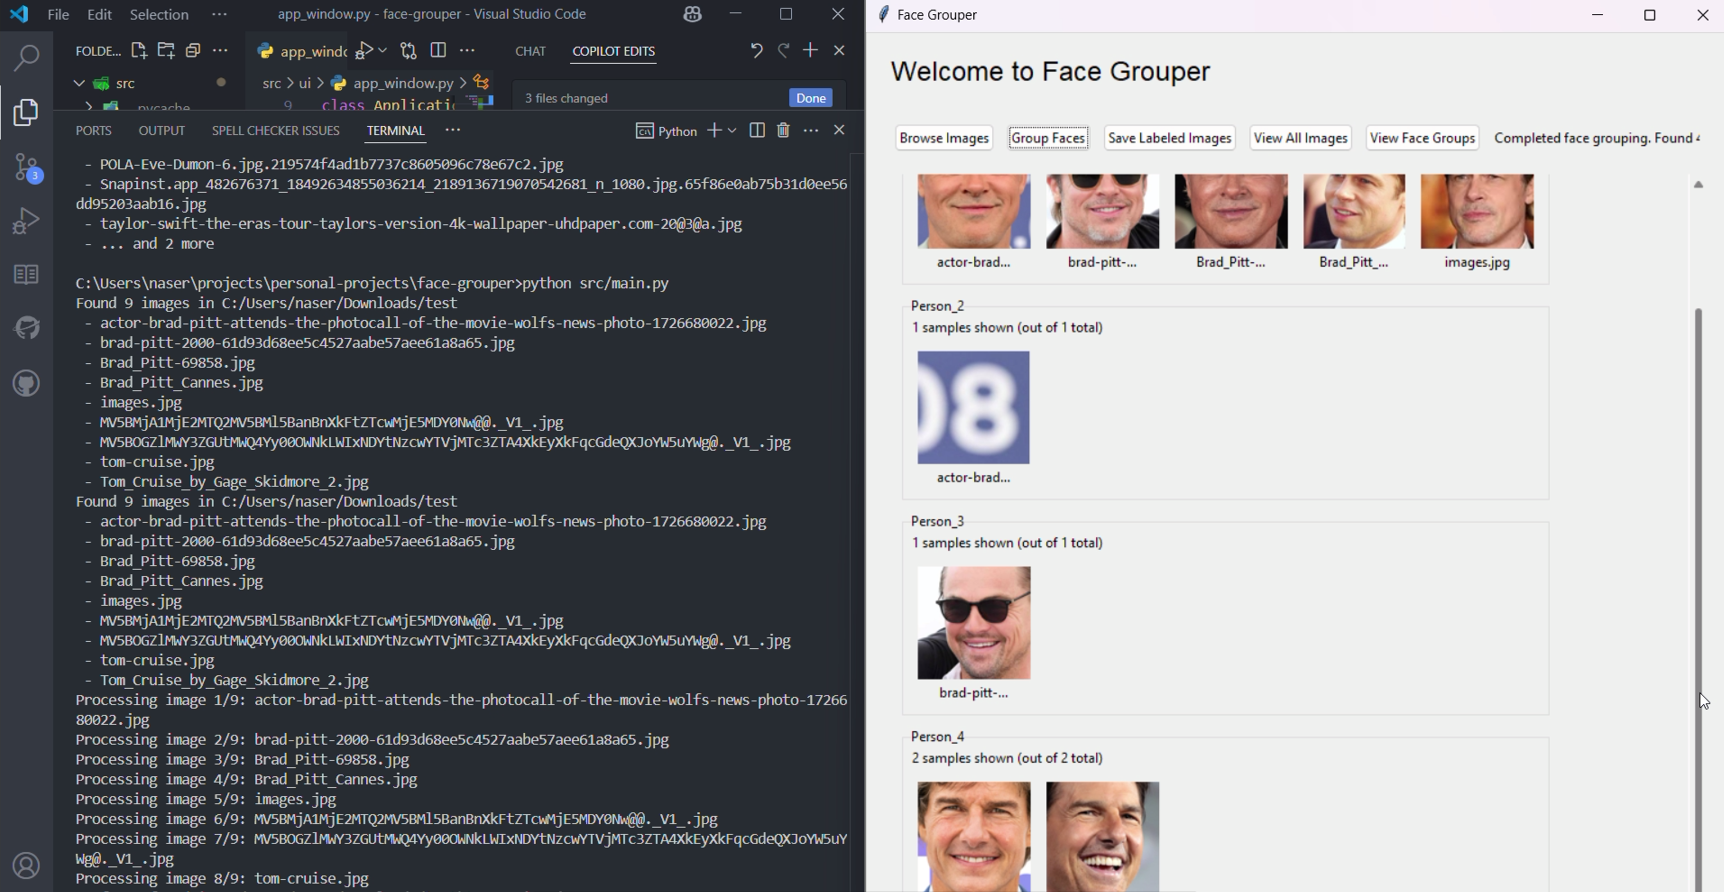 File Edit Selection ... app_window.py - face-grouper - Visual Studio Code
FOLDE... app_windo ... CHAT COPILOT EDITS
src
src > ui > app_window.py >
pycache
9 class Applicati
3 files changed Done
PORTS OUTPUT SPELL CHECKER ISSUES TERMINAL ... Python
- POLA-Eve-Dumon-6.jpg.219574f4ad1b7737c8605096c78e67c2.jpg
- Snapinst.app_482676371_18492634855036214_2189136719070542681_n_1080.jpg.65f86e0ab75b31d0ee56
dd95203aab16.jpg
- taylor-swift-the-eras-tour-taylors-version-4k-wallpaper-uhdpaper.com-20@3@a.jpg
- ... and 2 more
C:\Users\naser\projects\personal-projects\face-grouper>python src/main.py
Found 9 images in C:/Users/naser/Downloads/test
- actor-brad-pitt-attends-the-photocall-of-the-movie-wolfs-news-photo-1726680022.jpg
- brad-pitt-2000-61d93d68ee5c4527aabe57aee61a8a65.jpg
- Brad_Pitt-69858.jpg
- Brad_Pitt_Cannes.jpg
- images.jpg
- MV5BMjA1MjE2MTQ2MV5BMl5BanBnXkFtZTcwMjE5MDY0Nw@@._V1_.jpg
- MV5BOGZlMWY3ZGUtMWQ4Yy00OWNkLWIxNDYtNzcwYTVjMTc3ZTA4XkEyXkFqcGdeQXJoYW5uYWg@._V1_.jpg
- tom-cruise.jpg
- Tom_Cruise_by_Gage_Skidmore_2.jpg
Found 9 images in C:/Users/naser/Downloads/test
- actor-brad-pitt-attends-the-photocall-of-the-movie-wolfs-news-photo-1726680022.jpg
- brad-pitt-2000-61d93d68ee5c4527aabe57aee61a8a65.jpg
- Brad_Pitt-69858.jpg
- Brad_Pitt_Cannes.jpg
- images.jpg
- MV5BMjA1MjE2MTQ2MV5BMl5BanBnXkFtZTcwMjE5MDY0Nw@@._V1_.jpg
- MV5BOGZlMWY3ZGUtMWQ4Yy00OWNkLWIxNDYtNzcwYTVjMTc3ZTA4XkEyXkFqcGdeQXJoYW5uYWg@._V1_.jpg
- tom-cruise.jpg
- Tom_Cruise_by_Gage_Skidmore_2.jpg
Processing image 1/9: actor-brad-pitt-attends-the-photocall-of-the-movie-wolfs-news-photo-17266
80022.jpg
Processing image 2/9: brad-pitt-2000-61d93d68ee5c4527aabe57aee61a8a65.jpg
Processing image 3/9: Brad_Pitt-69858.jpg
Processing image 4/9: Brad_Pitt_Cannes.jpg
Processing image 5/9: images.jpg
Processing image 6/9: MV5BMjA1MjE2MTQ2MV5BMl5BanBnXkFtZTcwMjE5MDY0Nw@@._V1_.jpg
Processing image 7/9: MV5BOGZlMWY3ZGUtMWQ4Yy00OWNkLWIxNDYtNzcwYTVjMTc3ZTA4XkEyXkFqcGdeQXJoYW5uY
Wg@._V1_.jpg
Processing image 8/9: tom-cruise.jpg
3
Face Grouper
Welcome to Face Grouper
Browse Images Group Faces Save Labeled Images View All Images View Face Groups Completed face grouping. Found 4
actor-brad... brad-pitt-... Brad_Pitt-... Brad_Pitt_... images.jpg
Person_2
1 samples shown (out of 1 total)
08
actor-brad...
Person_3
1 samples shown (out of 1 total)
brad-pitt-...
Person_4
2 samples shown (out of 2 total)